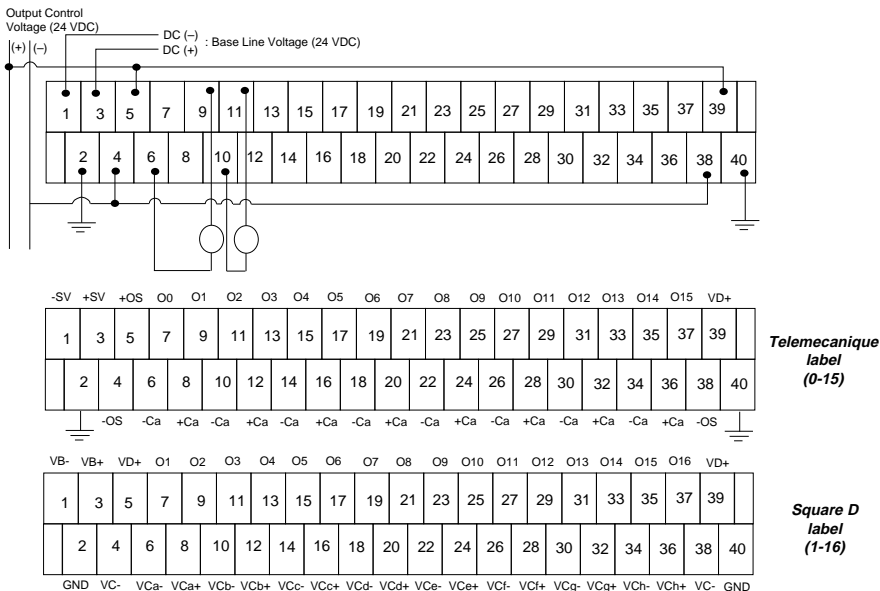 Output Control
Voltage (24 VDC)
(+) (–)
DC (–)
DC (+)
: Base Line Voltage (24 VDC)
1 3 5 7 9 11 13 15 17 19 21 23 25 27 29 31 33 35 37 39
2 4 6 8 10 12 14 16 18 20 22 24 26 28 30 32 34 36 38 40
-SV +SV +OS O0 O1 O2 O3 O4 O5 O6 O7 O8 O9 O10 O11 O12 O13 O14 O15 VD+
1 3 5 7 9 11 13 15 17 19 21 23 25 27 29 31 33 35 37 39
2 4 6 8 10 12 14 16 18 20 22 24 26 28 30 32 34 36 38 40
-OS -Ca +Ca -Ca +Ca -Ca +Ca -Ca +Ca -Ca +Ca -Ca +Ca -Ca +Ca -Ca +Ca -OS
Telemecanique
label
(0-15)
VB- VB+ VD+ O1 O2 O3 O4 O5 O6 O7 O8 O9 O10 O11 O12 O13 O14 O15 O16 VD+
1 3 5 7 9 11 13 15 17 19 21 23 25 27 29 31 33 35 37 39
2 4 6 8 10 12 14 16 18 20 22 24 26 28 30 32 34 36 38 40
GND VC- VCa- VCa+ VCb- VCb+ VCc- VCc+ VCd- VCd+ VCe- VCe+ VCf- VCf+ VCg- VCg+ VCh- VCh+ VC- GND
Square D
label
(1-16)